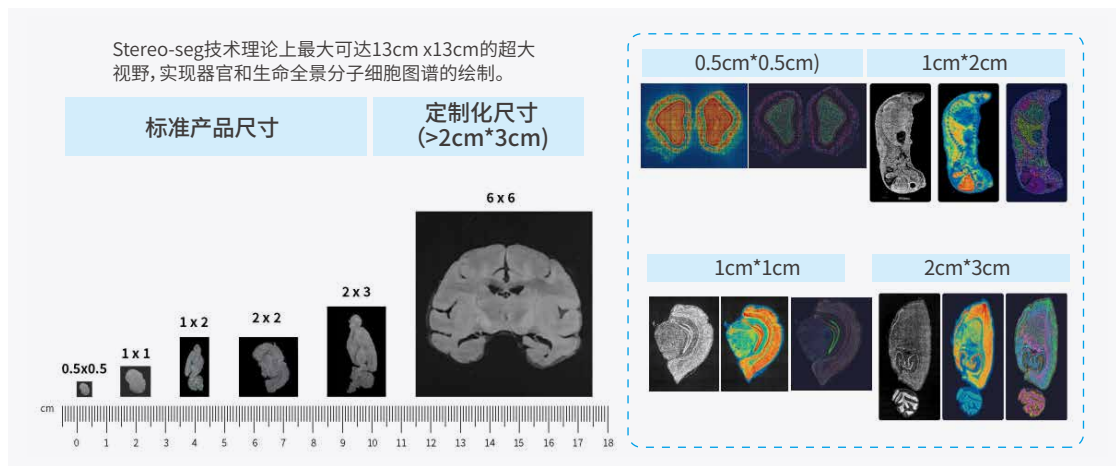 Stereo-seg技术理论上最大可达13cm x13cm的超大
视野，实现器官和生命全景分子细胞图谱的绘制。
标准产品尺寸
定制化尺寸
(>2cm*3cm)
0.5x0.5
1 x 1
1 x 2
2 x 2
2 x 3
6 x 6
cm
0 1 2 3 4 5 6 7 8 9 10 11 12 13 14 15 16 17 18
0.5cm*0.5cm)
1cm*2cm
1cm*1cm
2cm*3cm